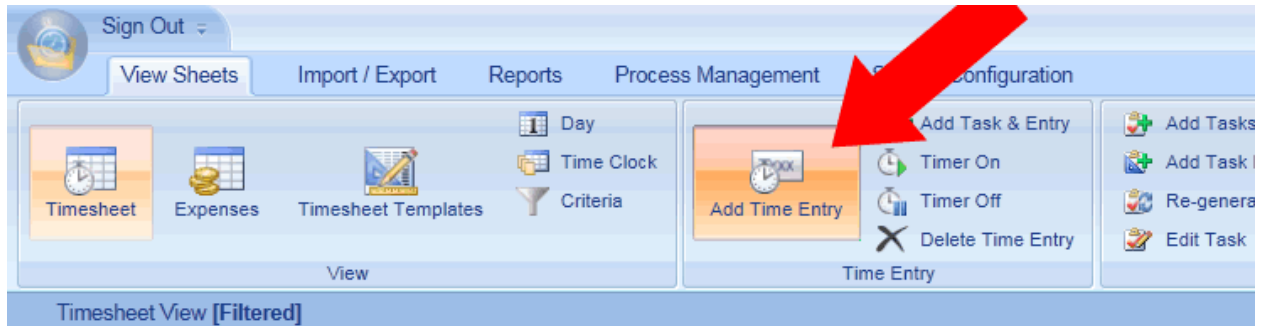 Sign Out
View Sheets Import / Export Reports Process Management Configuration
Timesheet
Expenses
Timesheet Templates
1 Day
Time Clock
Criteria
View
Add Time Entry
Add Task & Entry
Timer On
Timer Off
Delete Time Entry
Time Entry
Add Tasks
Add Task
Re-genera
Edit Task
Timesheet View [Filtered]